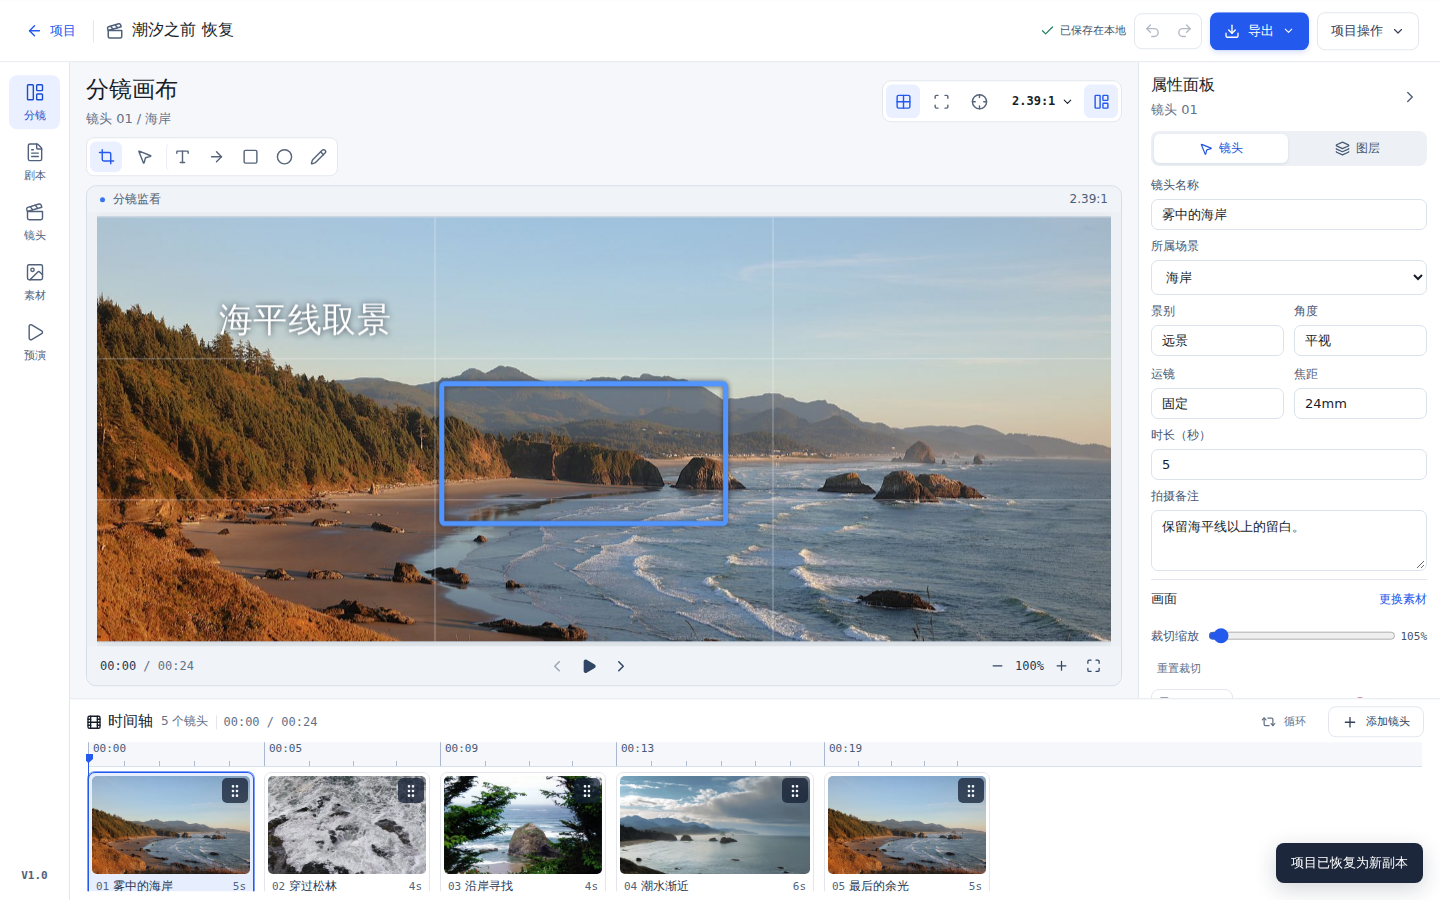 项目
潮汐之前 恢复
已保存在本地
导出
项目操作
分镜
剧本
镜头
素材
预演
V1.0
分镜画布
镜头 01 / 海岸
2.39:1
分镜监看
2.39:1
海平线取景
00:00 / 00:24
100%
属性面板
镜头 01
镜头
图层
镜头名称
雾中的海岸
所属场景
海岸
景别
角度
远景
平视
运镜
焦距
固定
24mm
时长（秒）
5
拍摄备注
保留海平线以上的留白。
画面
更换素材
裁切缩放
105%
重置裁切
时间轴
5 个镜头
00:00 / 00:24
循环
添加镜头
00:00
00:05
00:09
00:13
00:19
01 雾中的海岸 5s
02 穿过松林 4s
03 沿岸寻找 4s
04 潮水渐近 6s
05 最后的余光 5s
项目已恢复为新副本